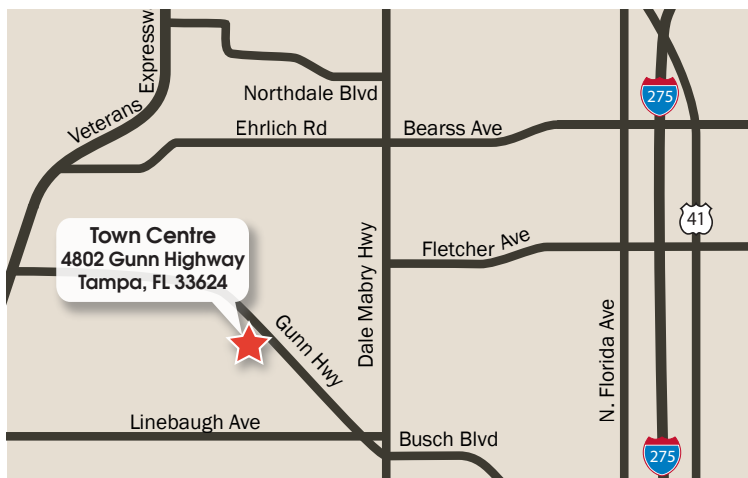 Veterans Expressw
Northdale Blvd
275
Ehrlich Rd
Bearss Ave
41
Town Centre
4802 Gunn Highway
Tampa, FL 33624
Fletcher Ave
Dale Mabry Hwy
Gunn Hwy
N. Florida Ave
Linebaugh Ave
Busch Blvd
275